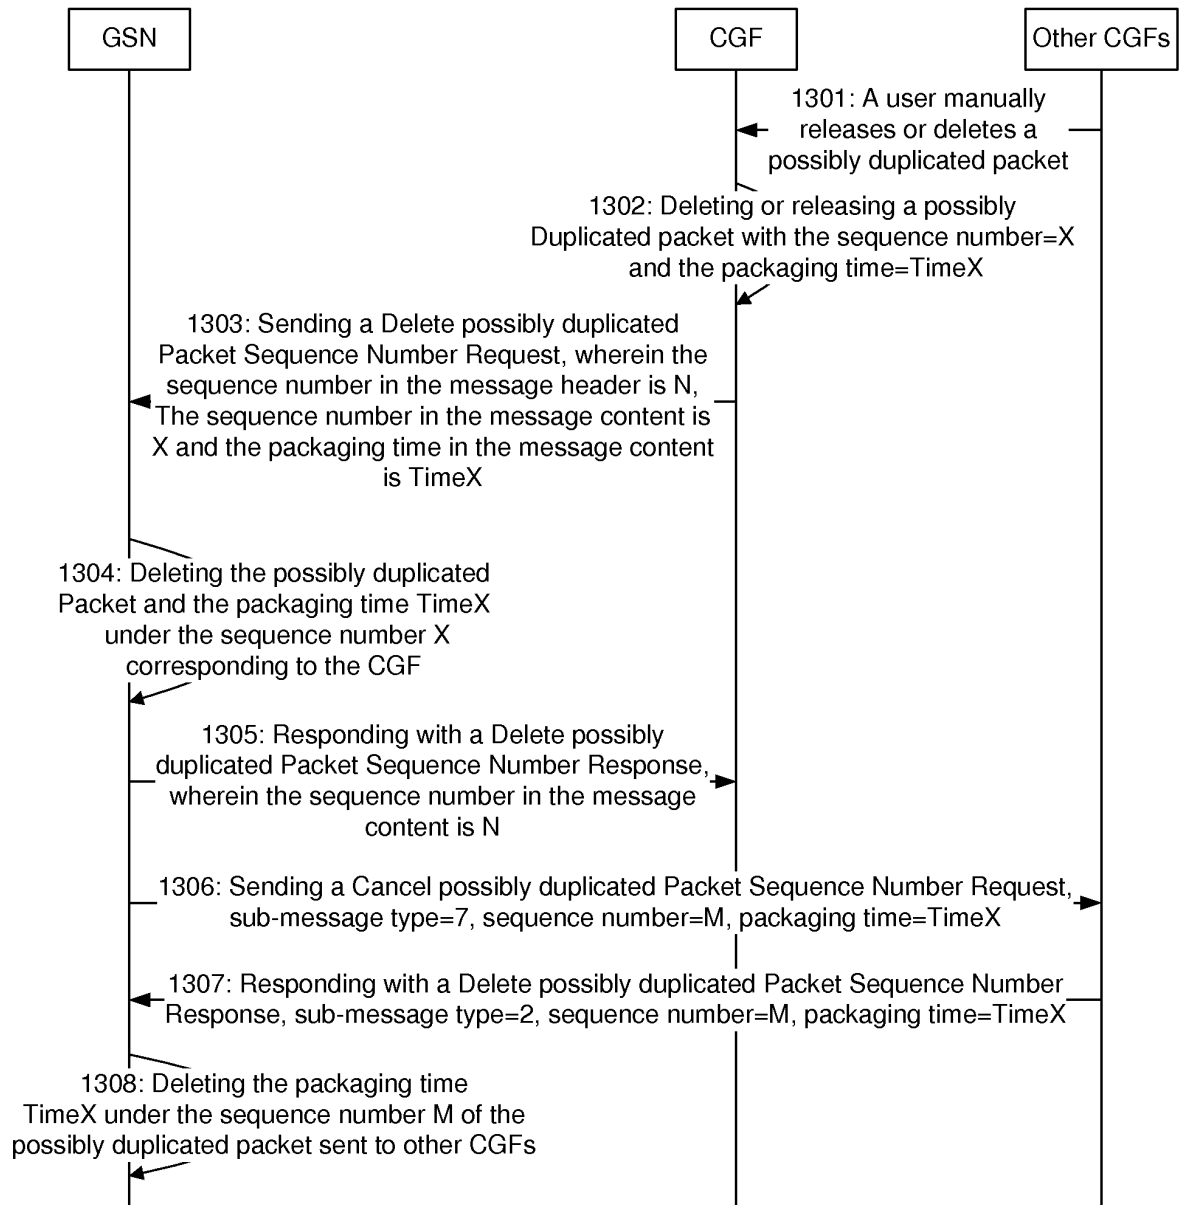 GSN
CGF
Other CGFs
1301: A user manually
releases or deletes a
possibly duplicated packet
1302: Deleting or releasing a possibly
Duplicated packet with the sequence number=X
and the packaging time=TimeX
1303: Sending a Delete possibly duplicated
Packet Sequence Number Request, wherein the
sequence number in the message header is N,
The sequence number in the message content is
X and the packaging time in the message content
is TimeX
1304: Deleting the possibly duplicated
Packet and the packaging time TimeX
under the sequence number X
corresponding to the CGF
1305: Responding with a Delete possibly
duplicated Packet Sequence Number Response,
wherein the sequence number in the message
content is N
1306: Sending a Cancel possibly duplicated Packet Sequence Number Request,
sub-message type=7, sequence number=M, packaging time=TimeX
1307: Responding with a Delete possibly duplicated Packet Sequence Number
Response, sub-message type=2, sequence number=M, packaging time=TimeX
1308: Deleting the packaging time
TimeX under the sequence number M of the
possibly duplicated packet sent to other CGFs